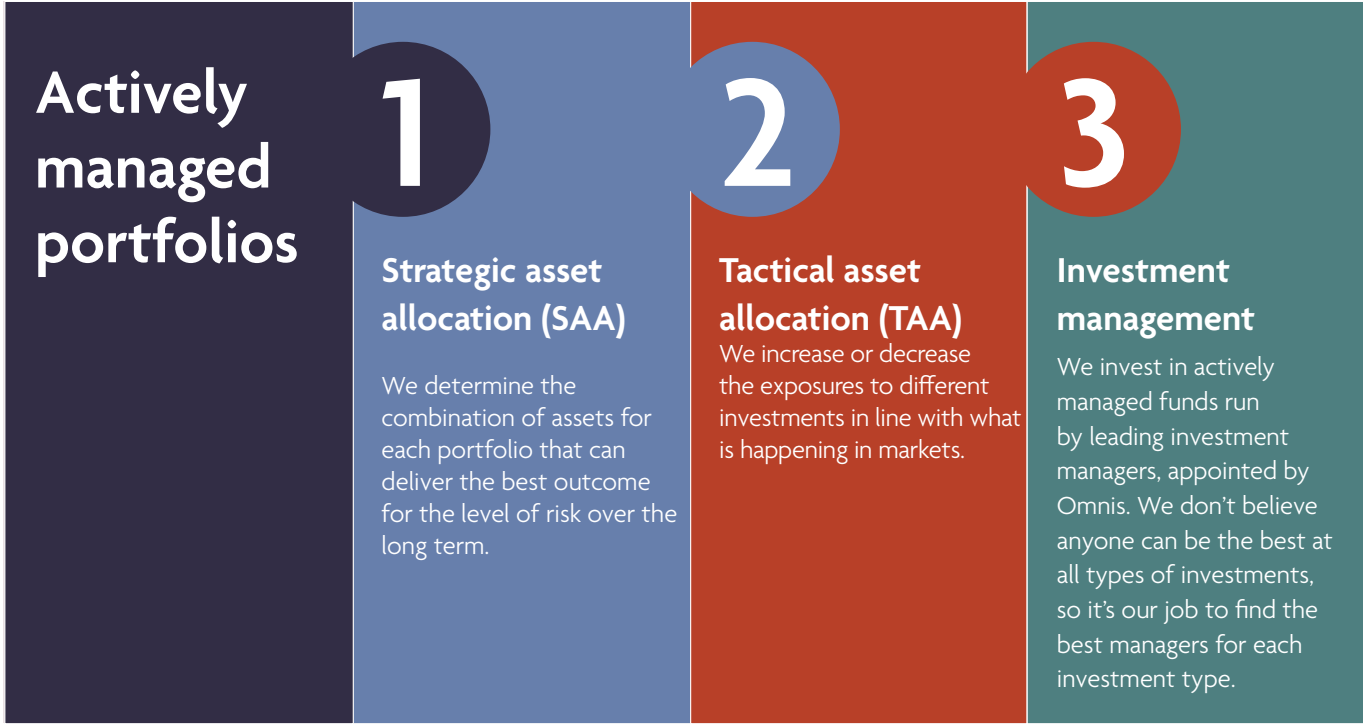 Actively
managed
portfolios
1
Strategic asset
allocation (SAA)
We determine the
combination of assets for
each portfolio that can
deliver the best outcome
for the level of risk over the
long term.
2
Tactical asset
allocation (TAA)
We increase or decrease
the exposures to different
investments in line with what
is happening in markets.
3
Investment
management
We invest in actively
managed funds run
by leading investment
managers, appointed by
Omnis. We don’t believe
anyone can be the best at
all types of investments,
so it’s our job to find the
best managers for each
investment type.